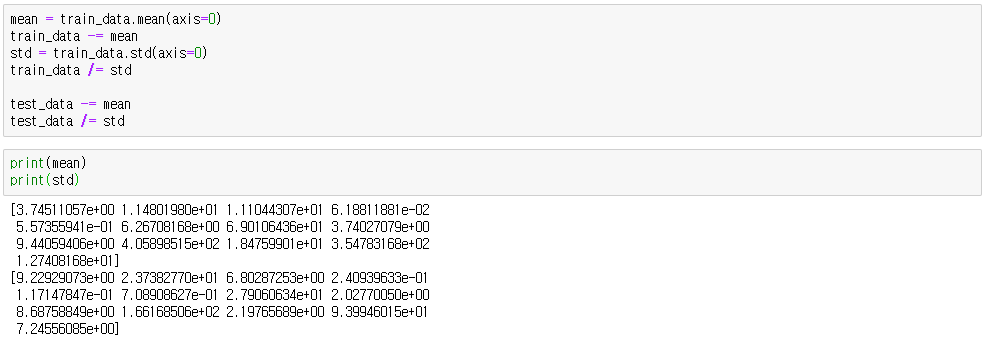 mean = train_data.mean(axis=0)
train_data -= mean
std = train_data.std(axis=0)
train_data /= std
test_data -= mean
test_data /= std
print(mean)
print(std)
[3.74511057e+00 1.14801980e+01 1.11044307e+01 6.18811881e-02
5.57355941e-01 6.26708168e+00 6.90106436e+01 3.74027079e+00
9.44059406e+00 4.05898515e+02 1.84759901e+01 3.54783168e+02
1.27408168e+01]
[9.22929073e+00 2.37382770e+01 6.80287253e+00 2.40939633e-01
1.17147847e-01 7.08908627e-01 2.79060634e+01 2.02770050e+00
8.68758849e+00 1.66168506e+02 2.19765689e+00 9.39946015e+01
7.24556085e+00]